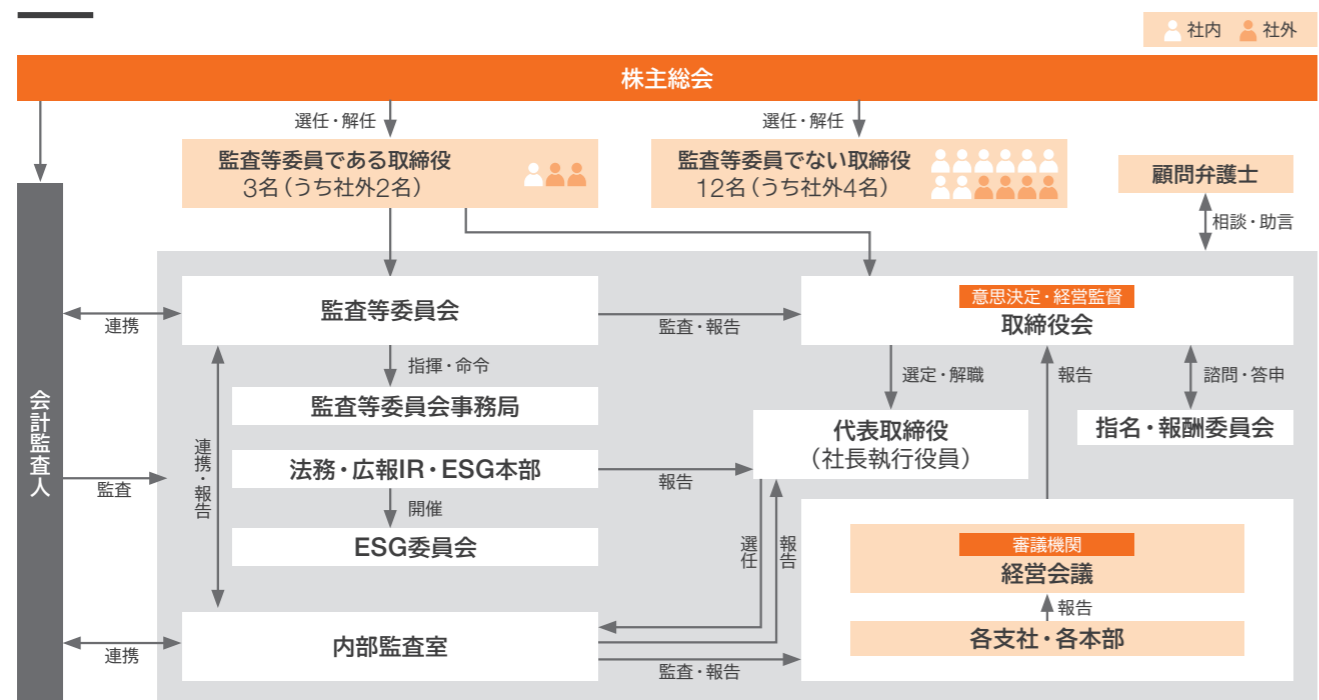 社内 社外
株主総会
選任・解任
選任・解任
監査等委員である取締役
3名（うち社外2名）
監査等委員でない取締役
12名（うち社外4名）
顧問弁護士
相談・助言
会計監査人
連携
監査等委員会
監査・報告
意思決定・経営監督
取締役会
指揮・命令
選定・解職
報告
諮問・答申
監査等委員会事務局
代表取締役
（社長執行役員）
指名・報酬委員会
連携・報告
法務・広報IR・ESG本部
報告
監査
開催
ESG委員会
選任
報告
審議機関
経営会議
報告
各支社・各本部
連携
内部監査室
監査・報告